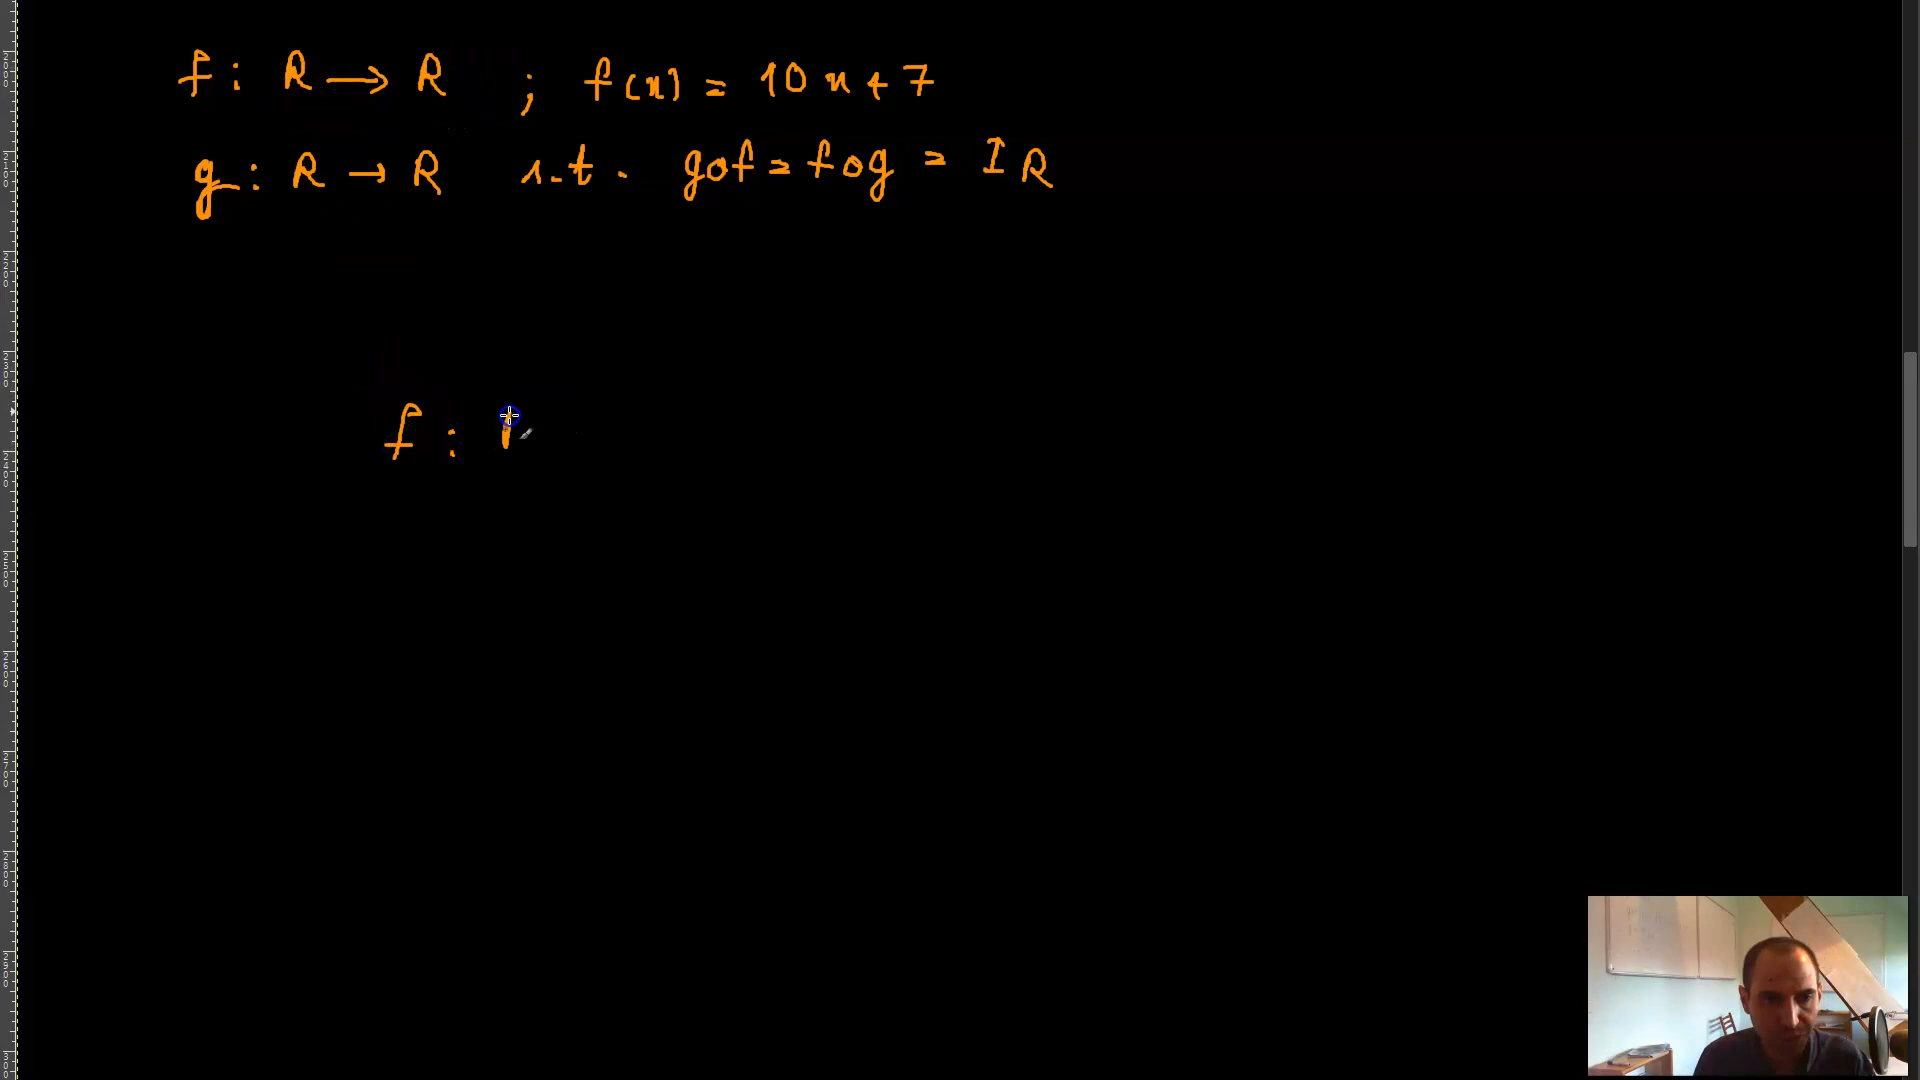 f : R → R ; f(x) = 10x + 7
g : R → R s.t. gof = fog = I R
f :